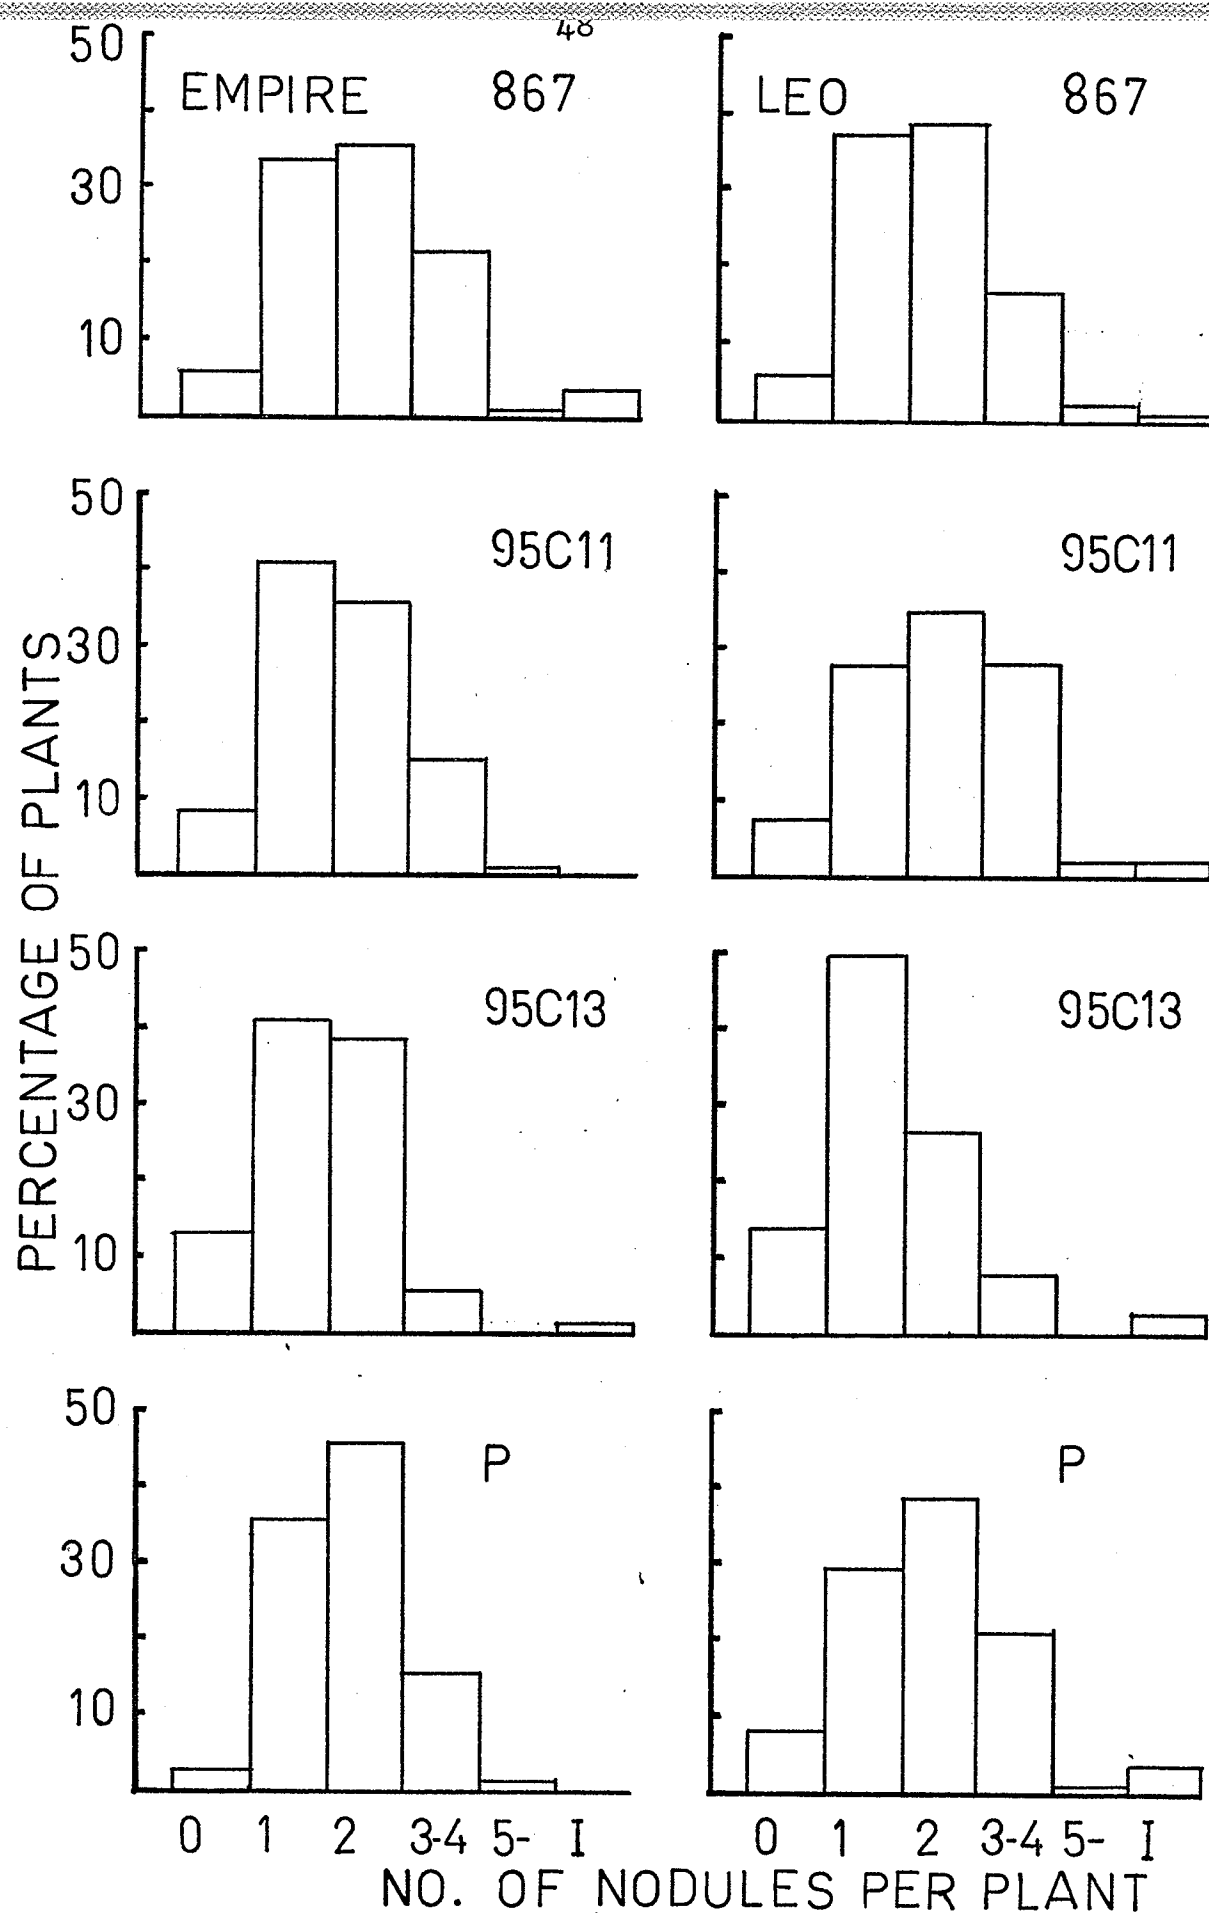 48
50
EMPIRE 867
LEO 867
30
10
50
95C11
95C11
30
10
PERCENTAGE OF PLANTS
50
95C13
95C13
30
10
50
P
P
30
10
0 1 2 3-4 5- I
0 1 2 3-4 5- I
NO. OF NODULES PER PLANT